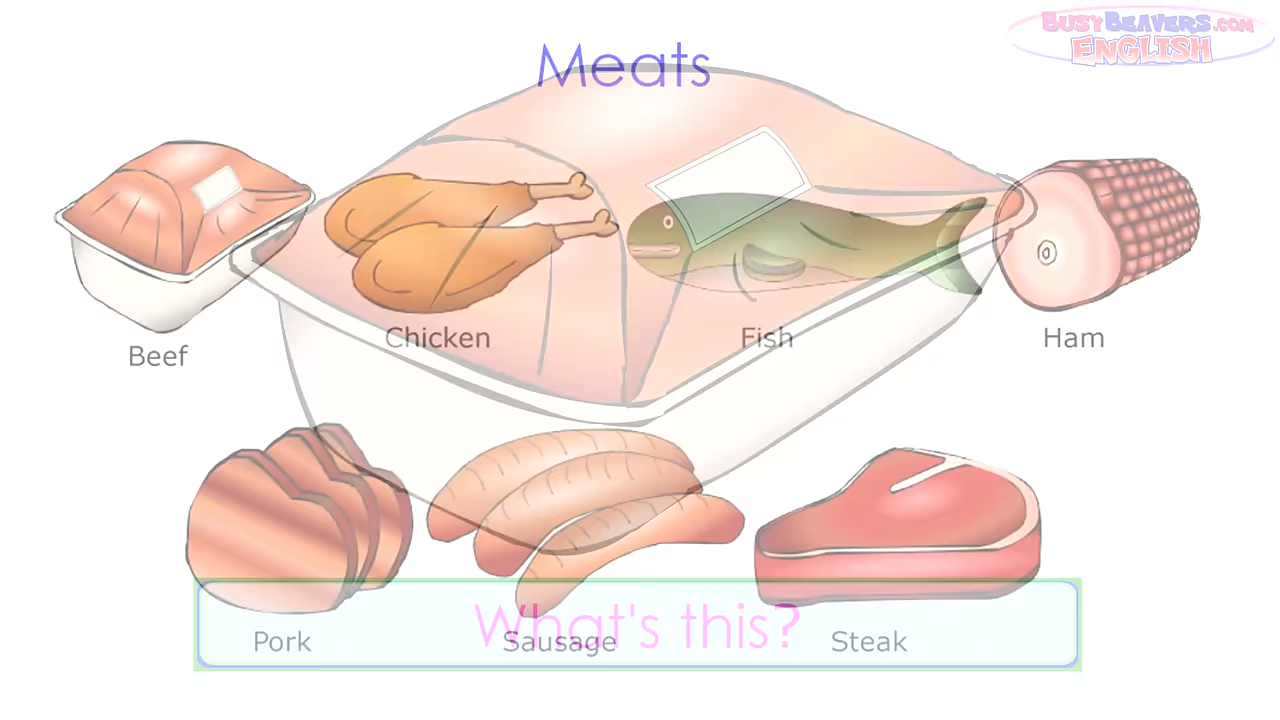 BUSYBEAVERS.COM
ENGLISH
Meats
Beef
Chicken
Fish
Ham
Pork
Sausage
Steak
What's this?